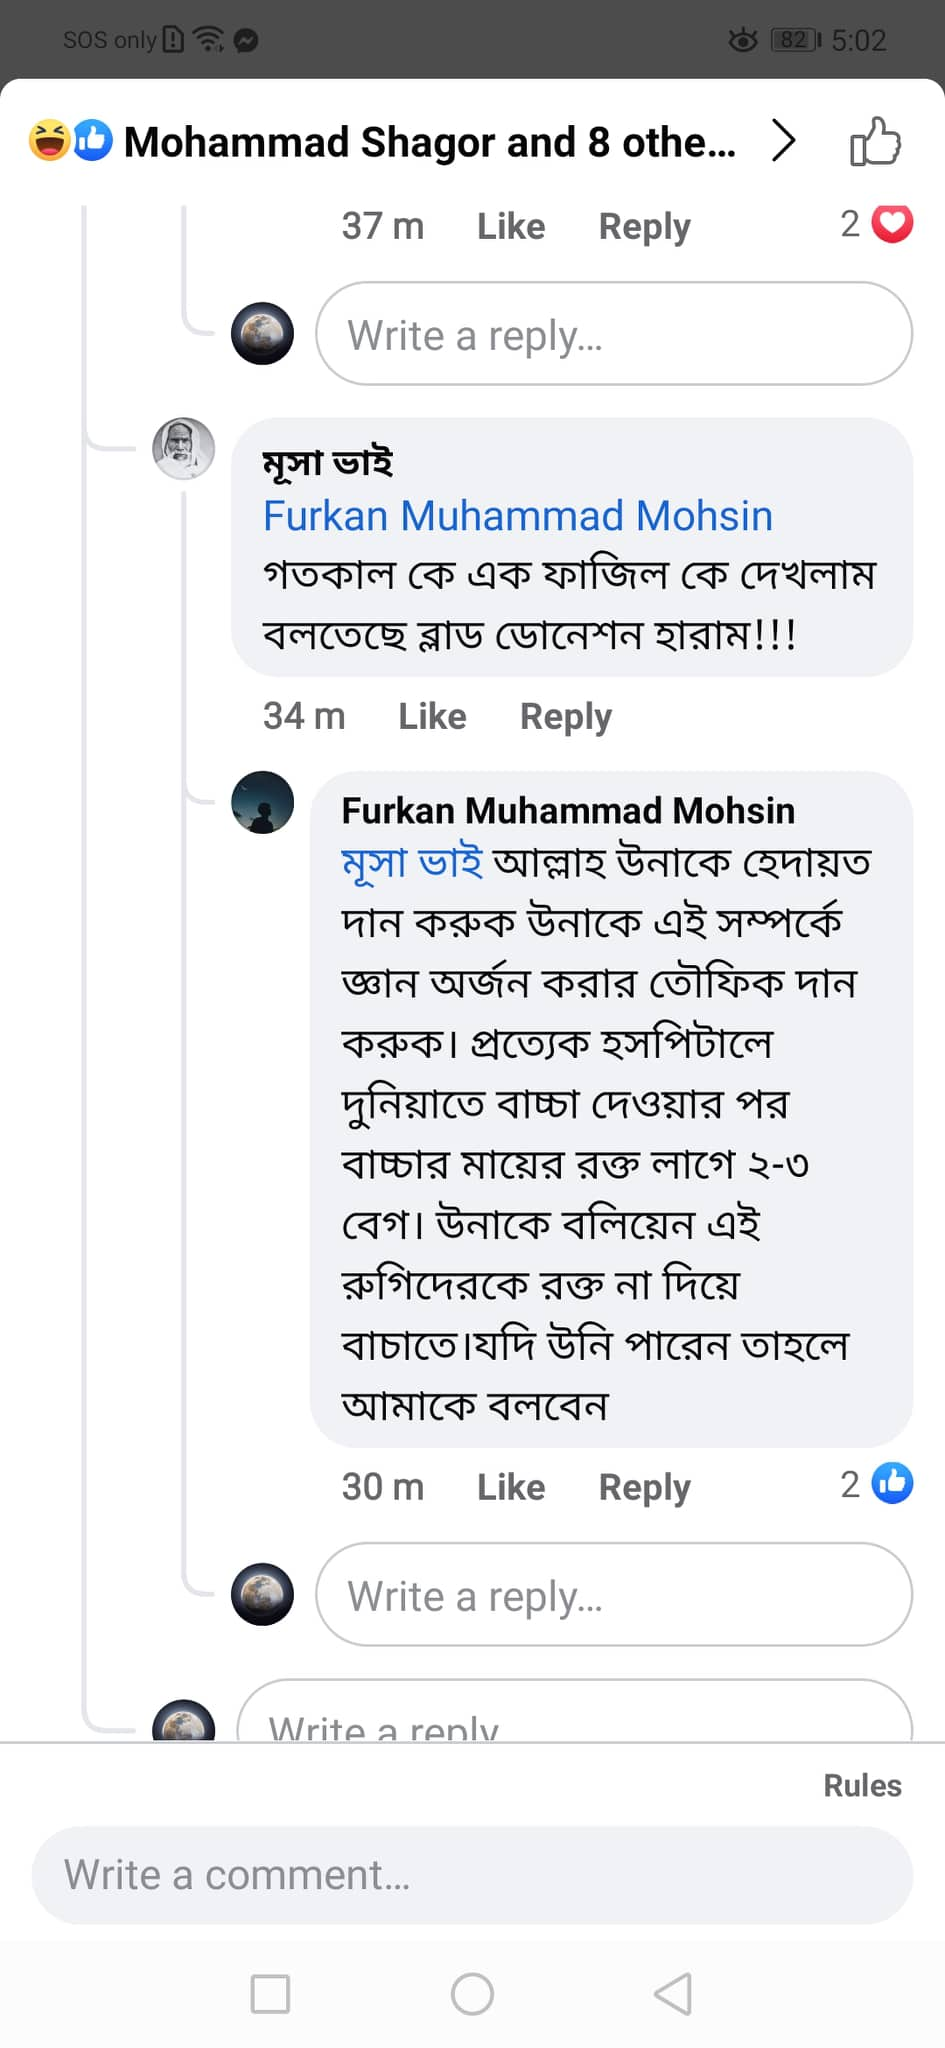 SOS only 82 5:02
Mohammad Shagor and 8 othe...
37 m Like Reply 2
Write a reply...
মূসা ভাই
Furkan Muhammad Mohsin
গতকাল কে এক ফাজিল কে দেখলাম
বলতেছে ব্লাড ডোনেশন হারাম!!!
34 m Like Reply
Furkan Muhammad Mohsin
মূসা ভাই আল্লাহ উনাকে হেদায়ত
দান করুক উনাকে এই সম্পর্কে
জ্ঞান অর্জন করার তৌফিক দান
করুক। প্রত্যেক হসপিটালে
দুনিয়াতে বাচ্চা দেওয়ার পর
বাচ্চার মায়ের রক্ত লাগে ২-৩
বেগ। উনাকে বলিয়েন এই
রুগিদেরকে রক্ত না দিয়ে
বাচাতে।যদি উনি পারেন তাহলে
আমাকে বলবেন
30 m Like Reply 2
Write a reply...
Write a reply
Rules
Write a comment...